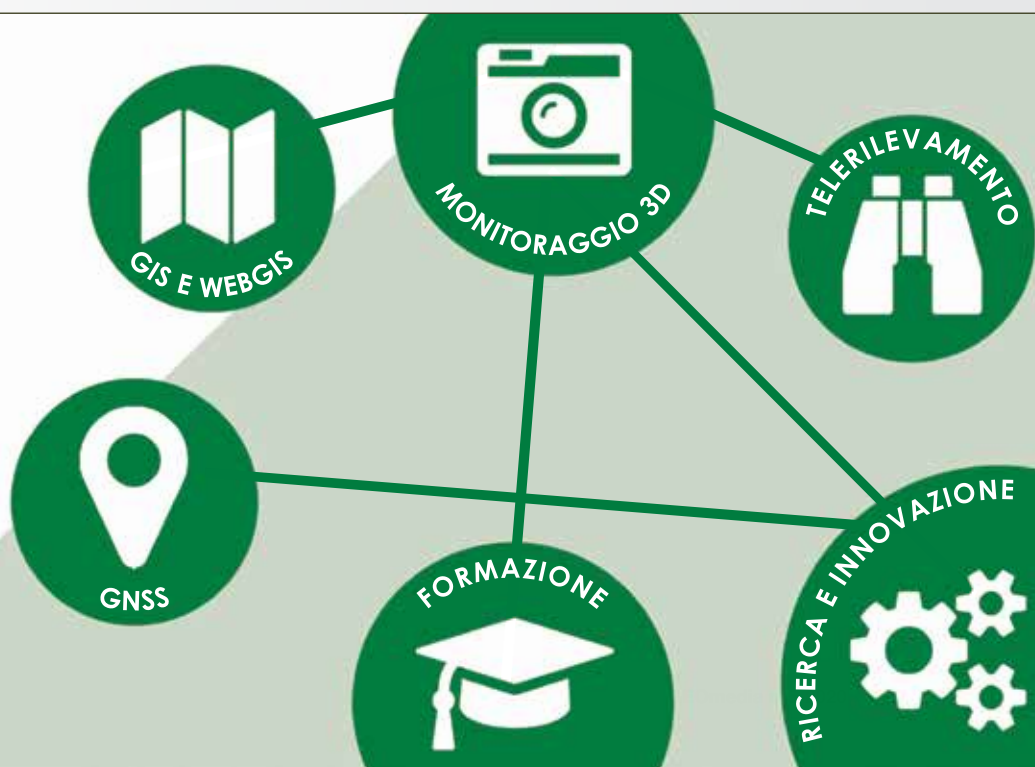 MONITORAGGIO 3D
GIS E WEBGIS
TELERILEVAMENTO
GNSS
FORMAZIONE
RICERCA E INNOVAZIONE